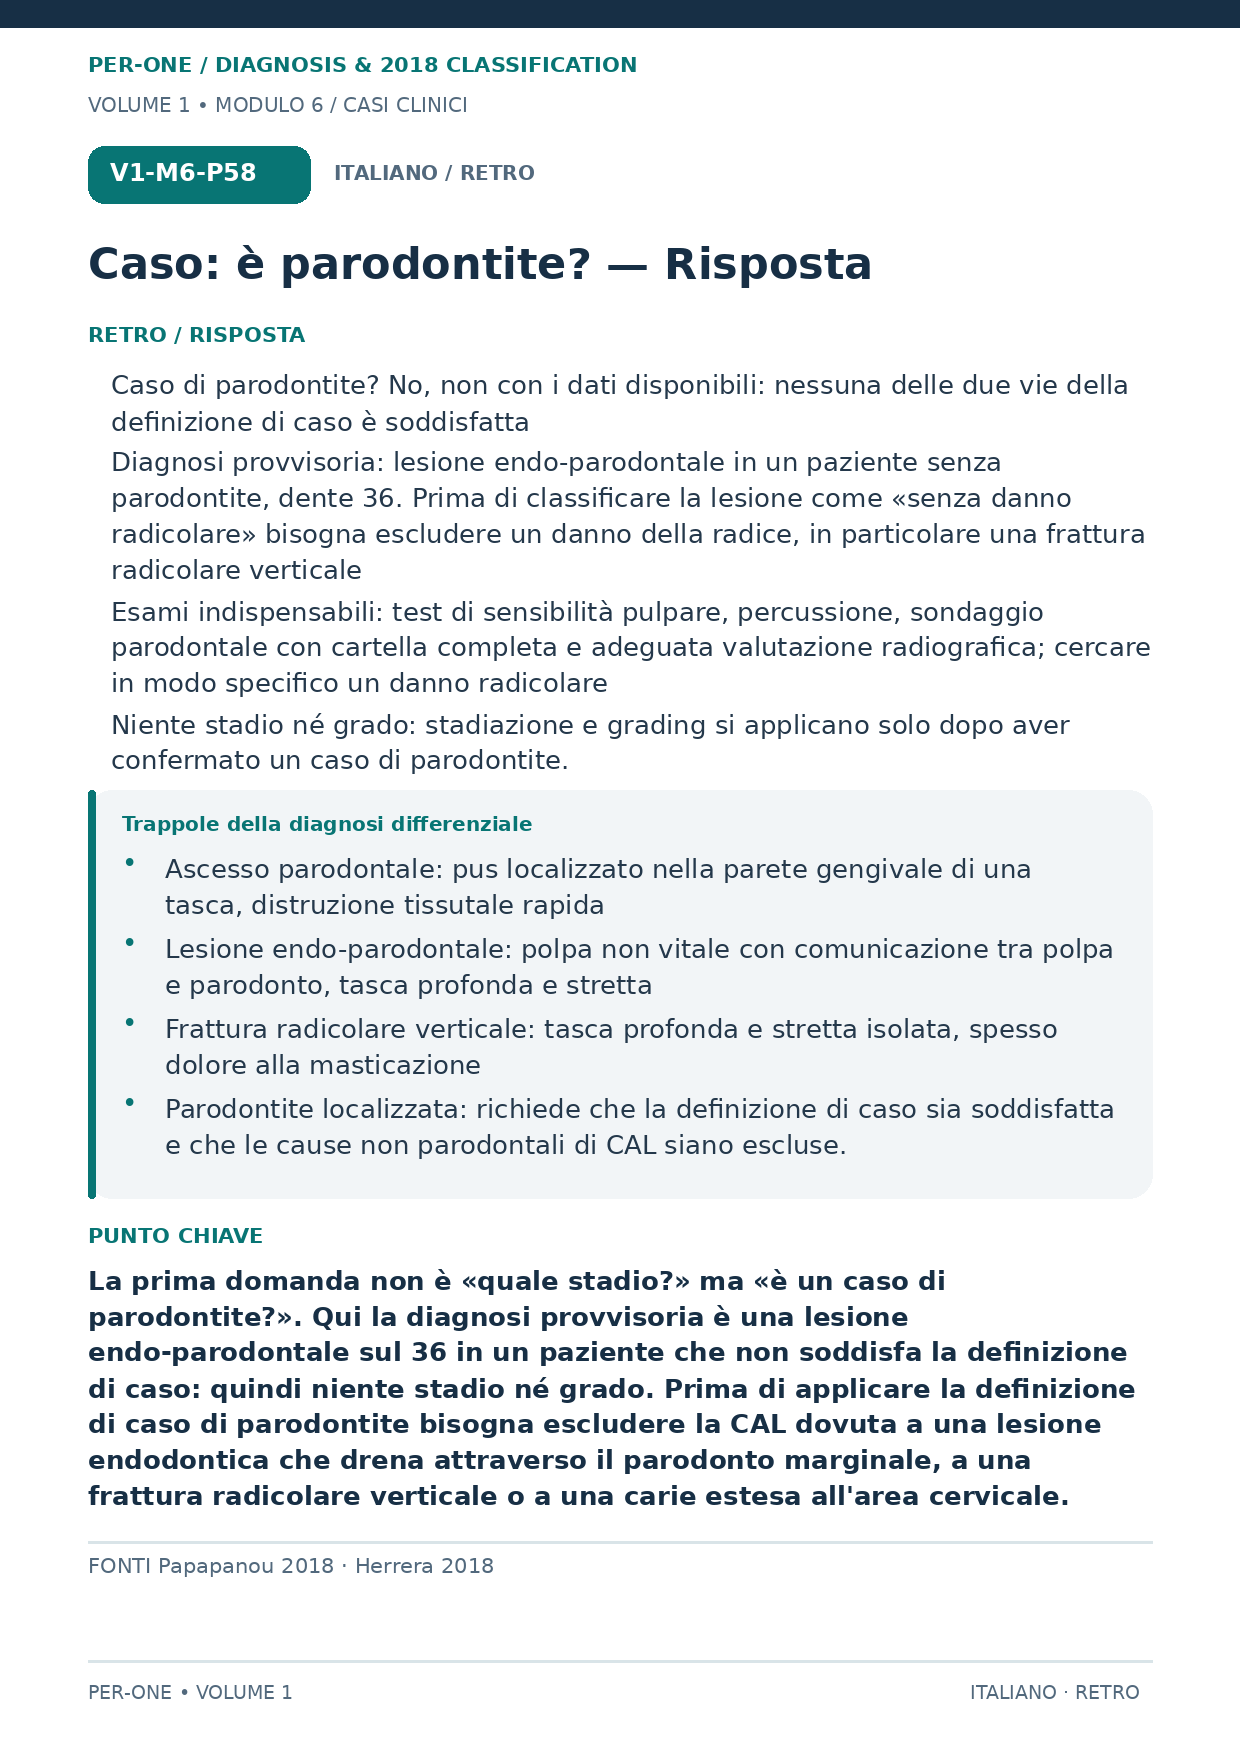 PER-ONE / DIAGNOSIS & 2018 CLASSIFICATION
VOLUME 1 • MODULO 6 / CASI CLINICI
V1-M6-P58
ITALIANO / RETRO
Caso: è parodontite? — Risposta
RETRO / RISPOSTA
Caso di parodontite? No, non con i dati disponibili: nessuna delle due vie della
definizione di caso è soddisfatta
Diagnosi provvisoria: lesione endo-parodontale in un paziente senza
parodontite, dente 36. Prima di classificare la lesione come «senza danno
radicolare» bisogna escludere un danno della radice, in particolare una frattura
radicolare verticale
Esami indispensabili: test di sensibilità pulpare, percussione, sondaggio
parodontale con cartella completa e adeguata valutazione radiografica; cercare
in modo specifico un danno radicolare
Niente stadio né grado: stadiazione e grading si applicano solo dopo aver
confermato un caso di parodontite.
Trappole della diagnosi differenziale
• Ascesso parodontale: pus localizzato nella parete gengivale di una
tasca, distruzione tissutale rapida
• Lesione endo-parodontale: polpa non vitale con comunicazione tra polpa
e parodonto, tasca profonda e stretta
• Frattura radicolare verticale: tasca profonda e stretta isolata, spesso
dolore alla masticazione
• Parodontite localizzata: richiede che la definizione di caso sia soddisfatta
e che le cause non parodontali di CAL siano escluse.
PUNTO CHIAVE
La prima domanda non è «quale stadio?» ma «è un caso di
parodontite?». Qui la diagnosi provvisoria è una lesione
endo-parodontale sul 36 in un paziente che non soddisfa la definizione
di caso: quindi niente stadio né grado. Prima di applicare la definizione
di caso di parodontite bisogna escludere la CAL dovuta a una lesione
endodontica che drena attraverso il parodonto marginale, a una
frattura radicolare verticale o a una carie estesa all'area cervicale.
FONTI Papapanou 2018 · Herrera 2018
PER-ONE • VOLUME 1
ITALIANO · RETRO